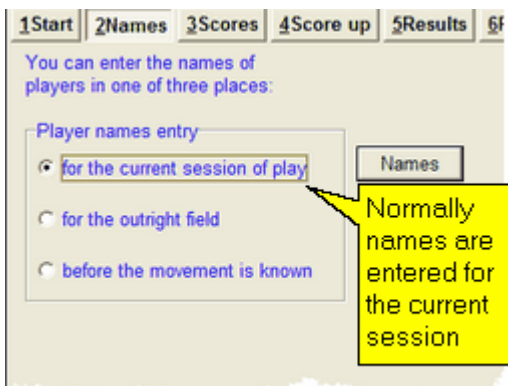 1Start 2Names 3Scores 4Score up 5Results
You can enter the names of
players in one of three places:
Player names entry
for the current session of play Names
for the outright field
before the movement is known
Normally
names are
entered for
the current
session